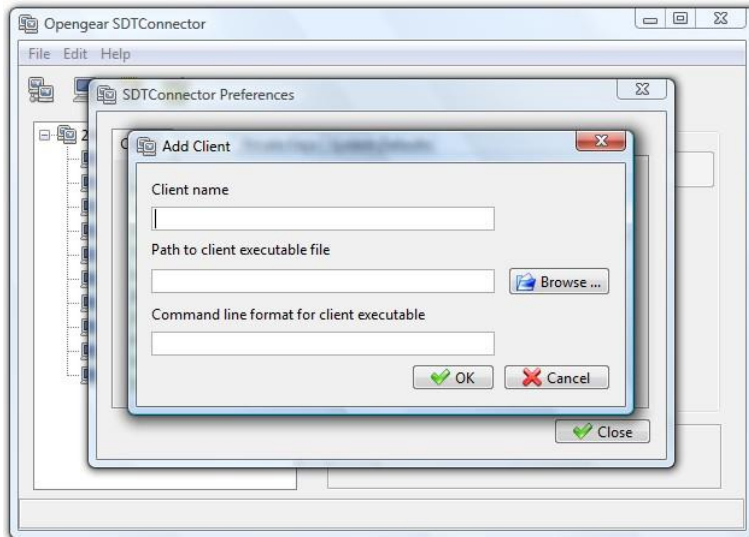 Opengear SDTConnector
File Edit Help
SDTConnector Preferences
2
C
Add Client
Client name
Path to client executable file
Browse ...
Command line format for client executable
OK
Cancel
Close